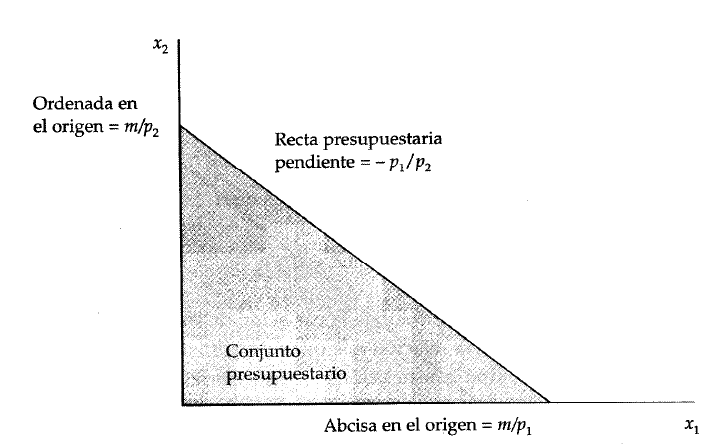 x₂
Ordenada en
el origen = m/p₂
Recta presupuestaria
pendiente = – p₁/p₂
Conjunto
presupuestario
Abcisa en el origen = m/p₁
x₁